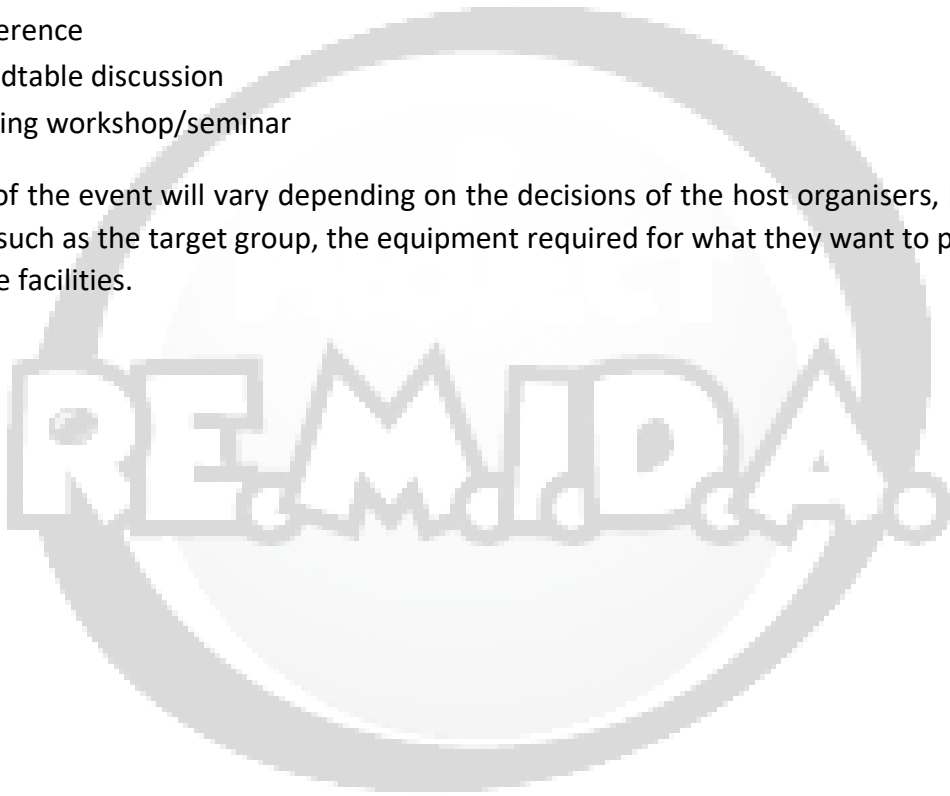 erence
dtable discussion
ing workshop/seminar
of the event will vary depending on the decisions of the host organisers,
such as the target group, the equipment required for what they want to p
e facilities.
RE.M.I.D.A.